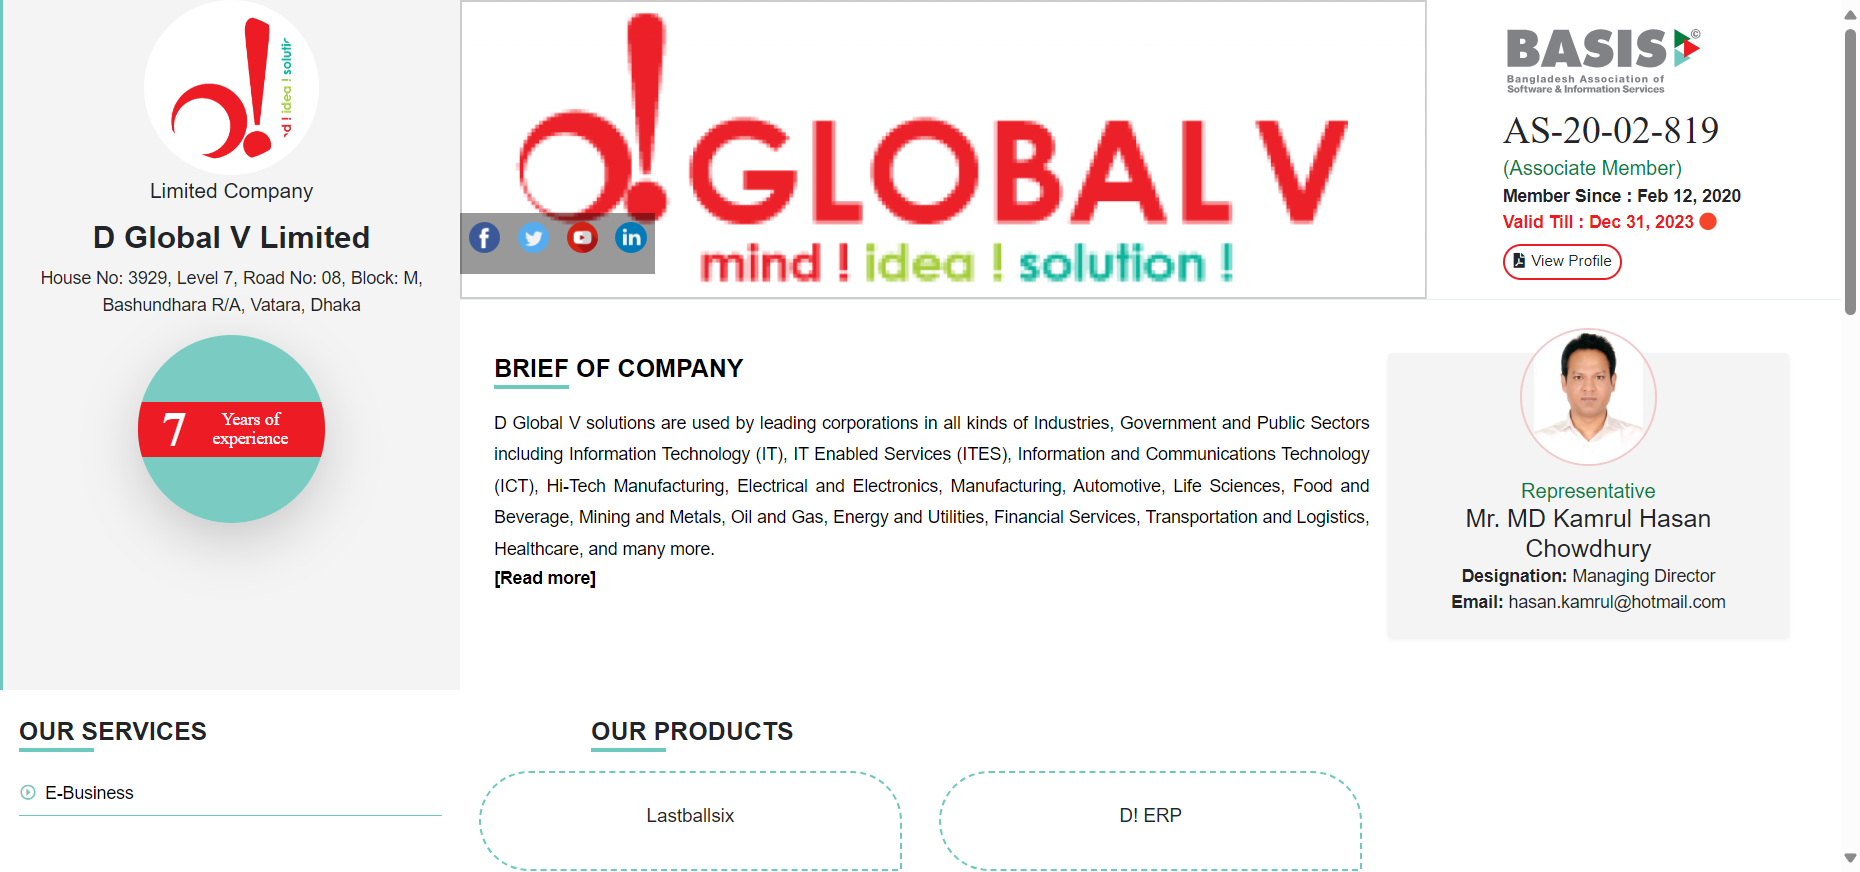 d ! idea ! solutio
Limited Company
D Global V Limited
House No: 3929, Level 7, Road No: 08, Block: M,
Bashundhara R/A, Vatara, Dhaka
7
Years of
experience
d! GLOBAL V
mind ! idea ! solution !
BASIS ©
Bangladesh Association of
Software & Information Services
AS-20-02-819
(Associate Member)
Member Since : Feb 12, 2020
Valid Till : Dec 31, 2023
View Profile
BRIEF OF COMPANY
D Global V solutions are used by leading corporations in all kinds of Industries, Government and Public Sectors
including Information Technology (IT), IT Enabled Services (ITES), Information and Communications Technology
(ICT), Hi-Tech Manufacturing, Electrical and Electronics, Manufacturing, Automotive, Life Sciences, Food and
Beverage, Mining and Metals, Oil and Gas, Energy and Utilities, Financial Services, Transportation and Logistics,
Healthcare, and many more.
[Read more]
Representative
Mr. MD Kamrul Hasan
Chowdhury
Designation: Managing Director
Email: hasan.kamrul@hotmail.com
OUR SERVICES
E-Business
OUR PRODUCTS
Lastballsix
D! ERP